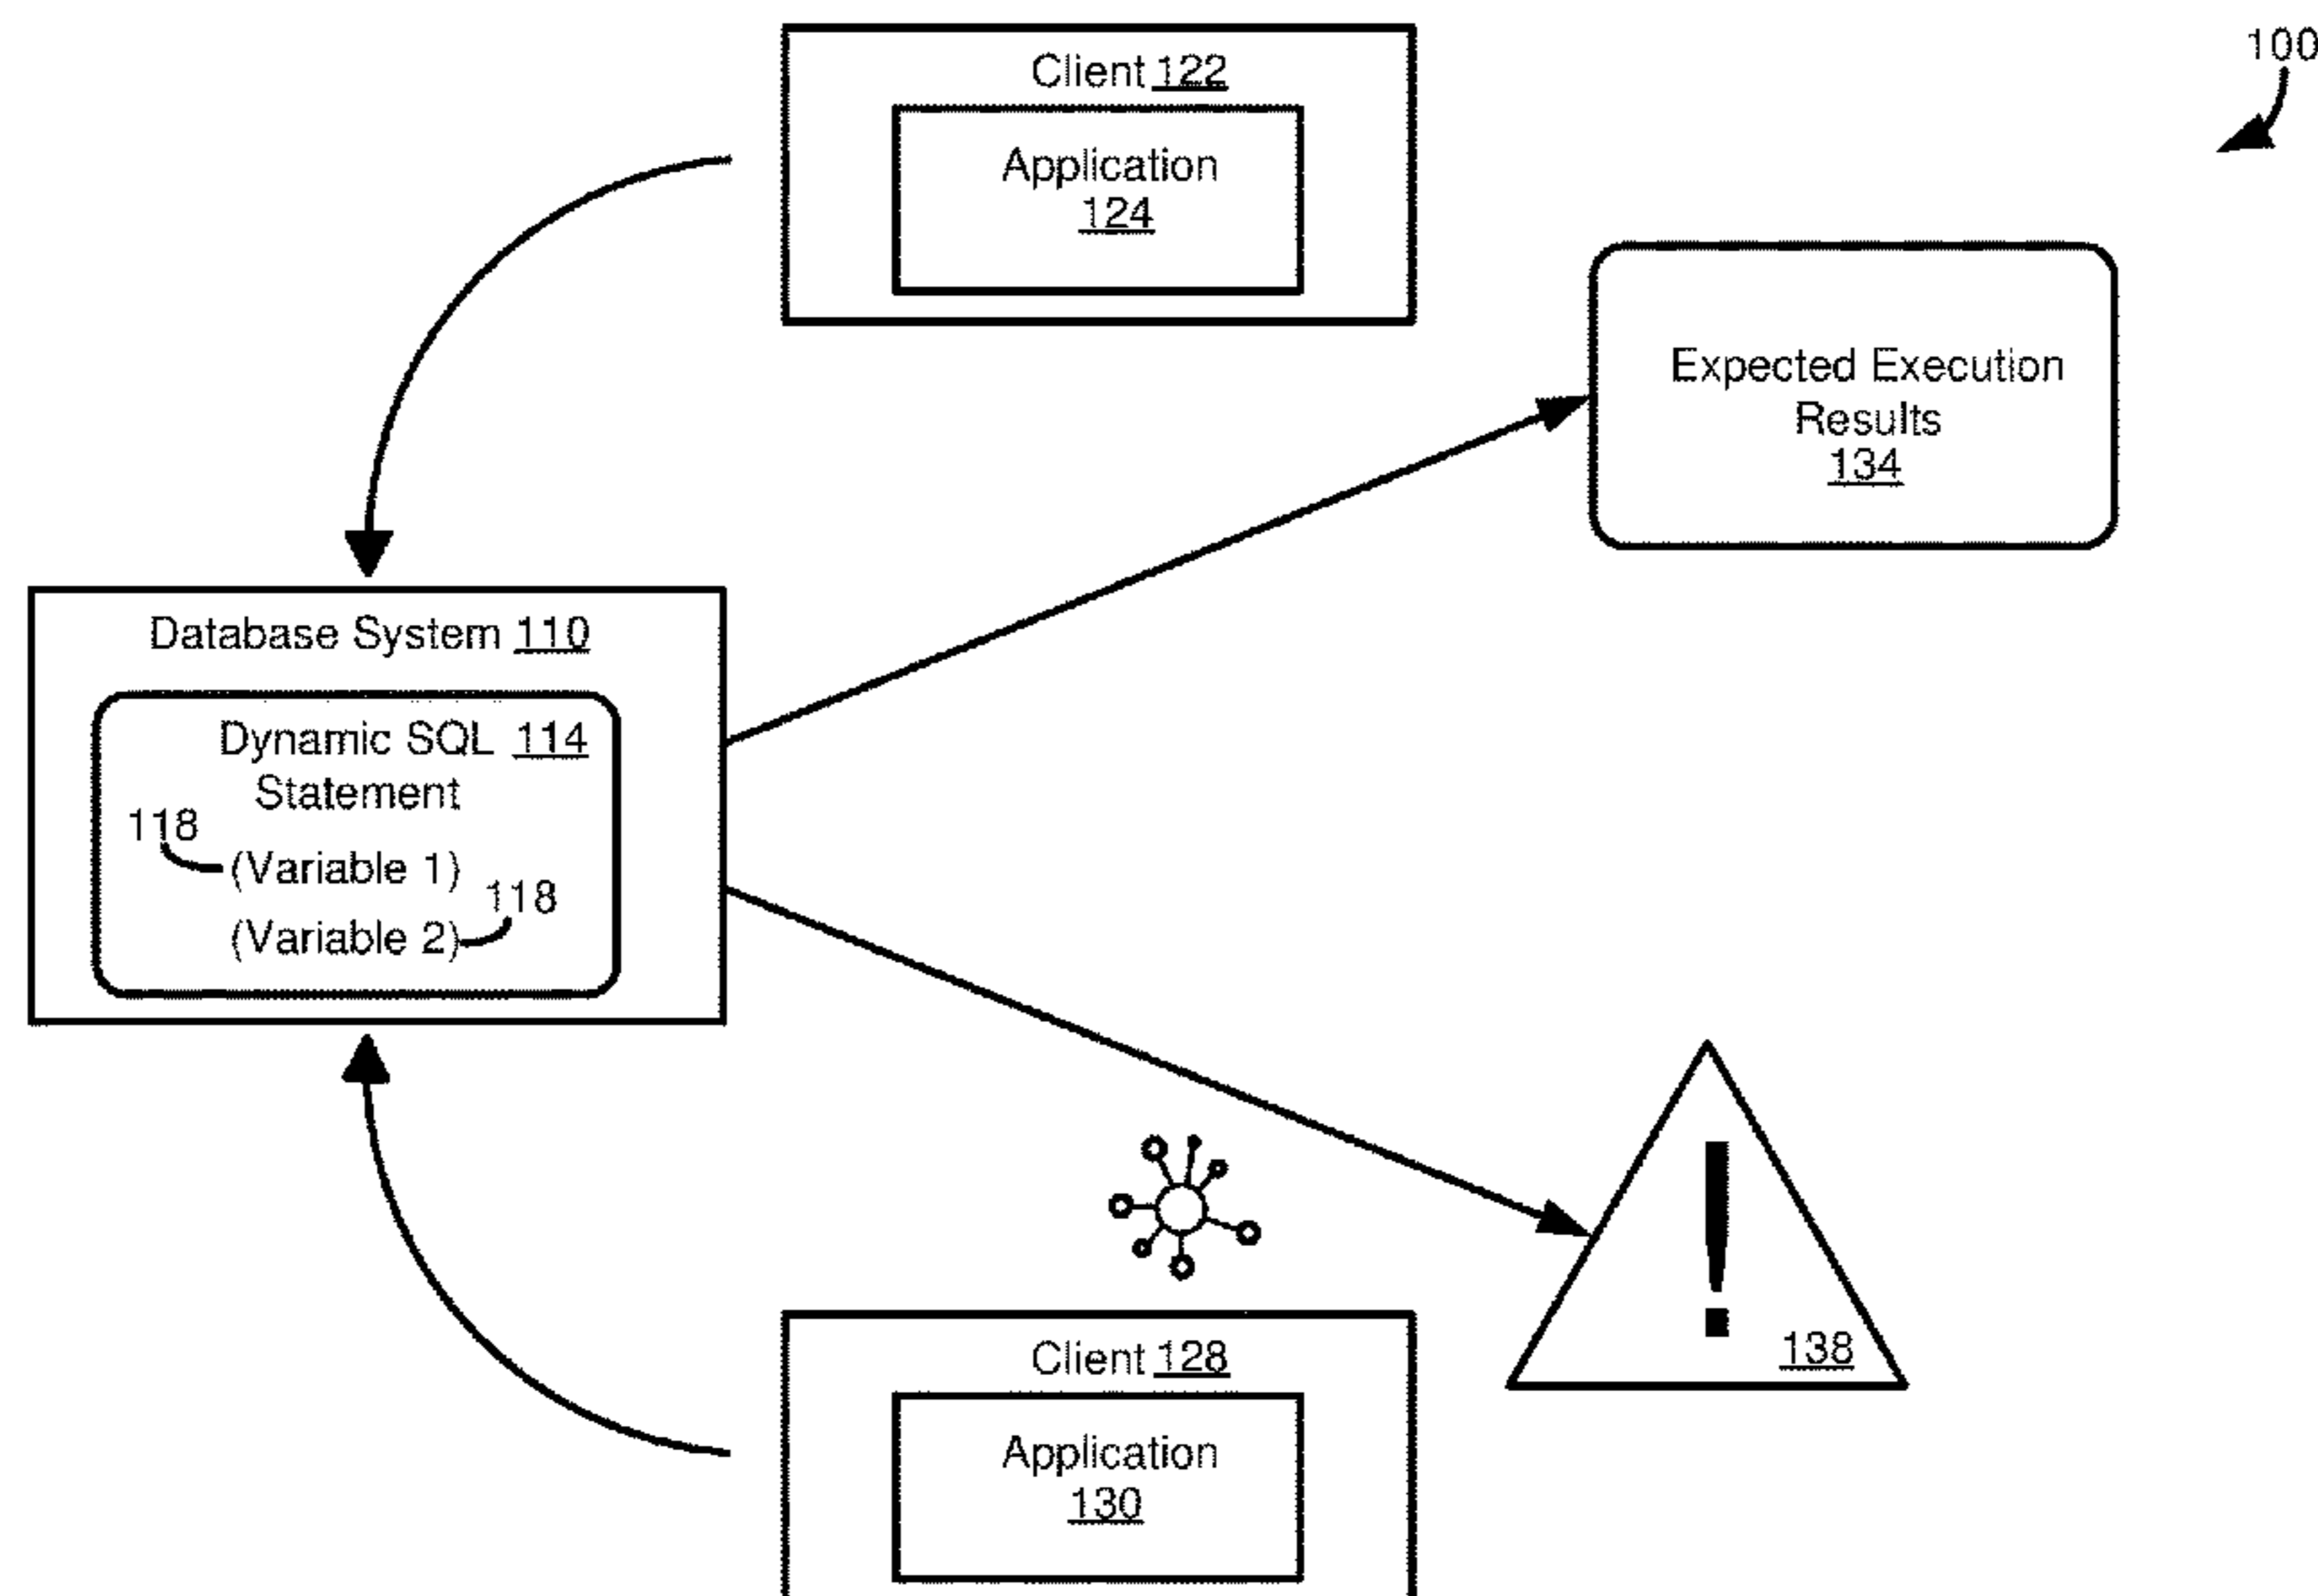 100
Client 122
Application
124
Expected Execution
Results
134
Database System 110
Dynamic SQL 114
Statement
118
(Variable 1)
118
(Variable 2)
!
138
Client 128
Application
130